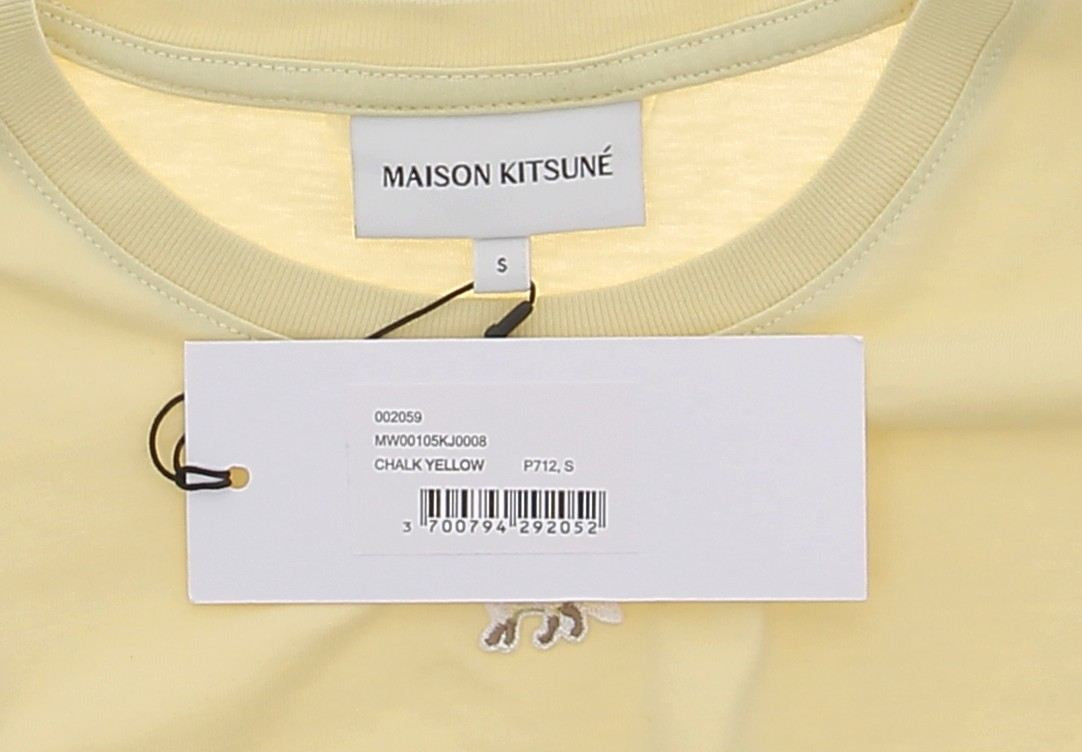 MAISON KITSUNÉ
S
002059
MW00105KJ0008
CHALK YELLOW P712, S
3 700794 292052